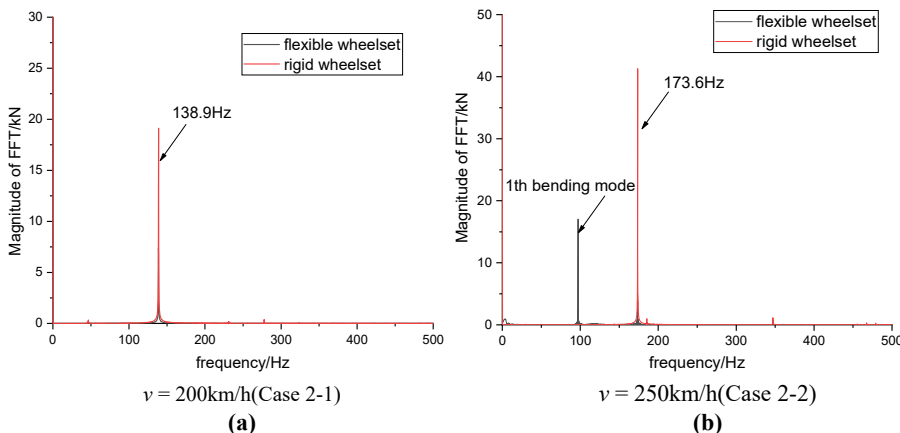 30
25
20
15
10
5
0
Magnitude of FFT/kN
flexible wheelset
rigid wheelset
138.9Hz
0 100 200 300 400 500
frequency/Hz
v = 200km/h(Case 2-1)
(a)
50
40
30
20
10
0
Magnitude of FFT/kN
flexible wheelset
rigid wheelset
173.6Hz
1th bending mode
0 100 200 300 400 500
frequency/Hz
v = 250km/h(Case 2-2)
(b)